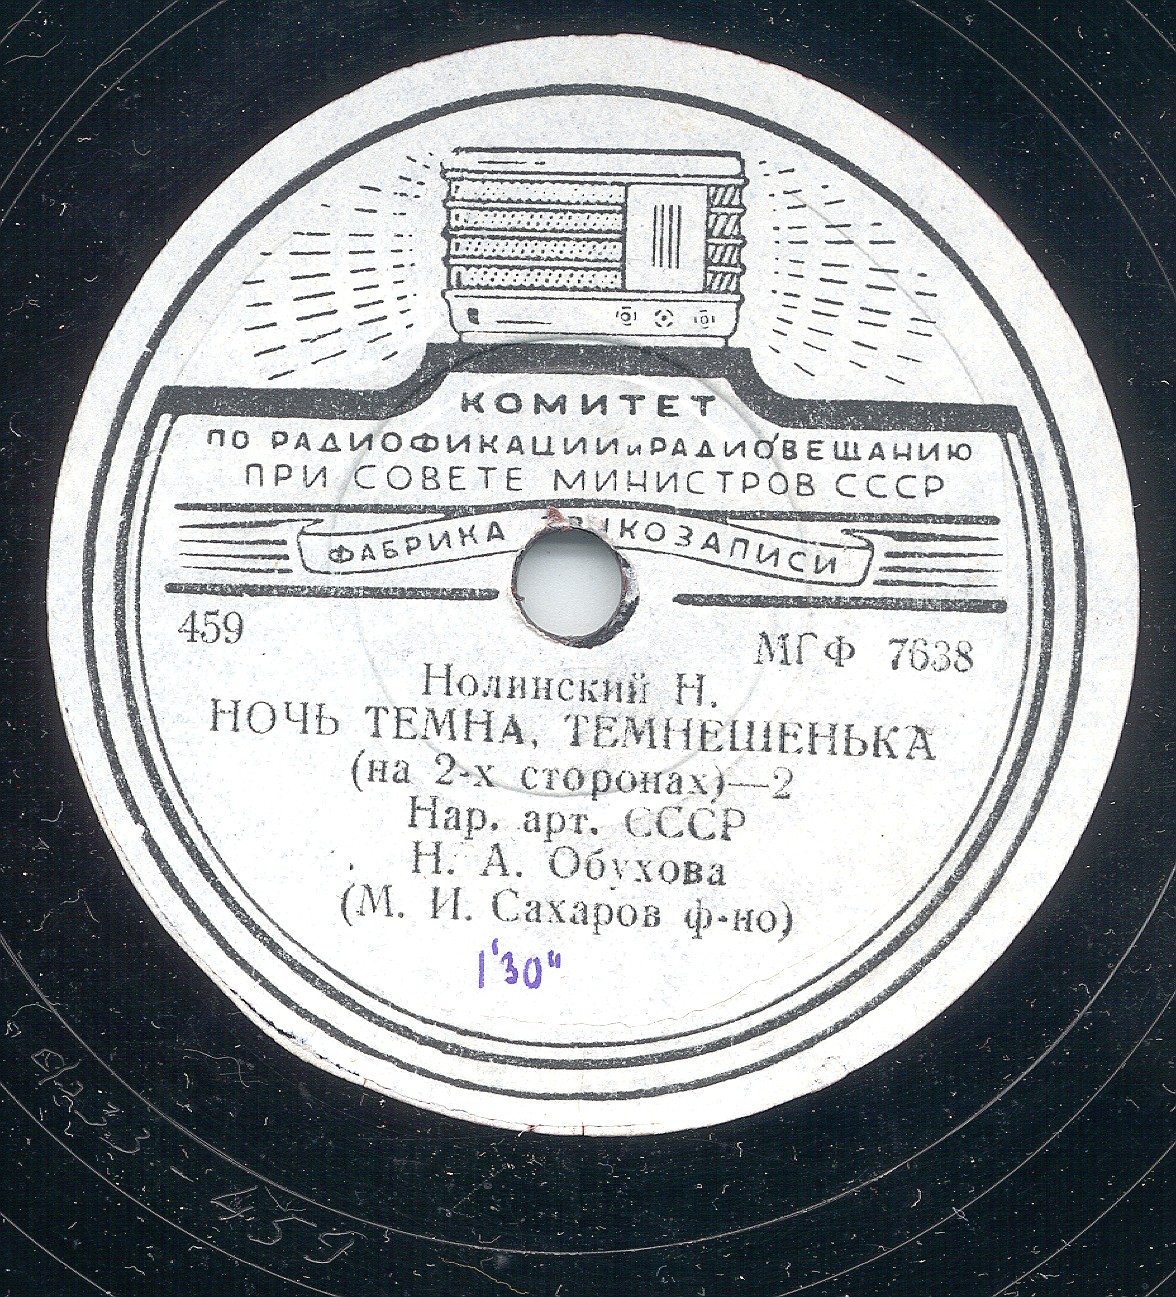 КОМИТЕТ
ПО РАДИОФИКАЦИИ и РАДИОВЕЩАНИЮ
ПРИ СОВЕТЕ МИНИСТРОВ СССР
ФАБРИКА ЗВУКОЗАПИСИ
459
МГФ 7638
Нолинский Н.
НОЧЬ ТЕМНА, ТЕМНЕШЕНЬКА
(на 2-х сторонах)—2
Нар. арт. СССР
Н. А. Обухова
(М. И. Сахаров ф-но)
1'30"